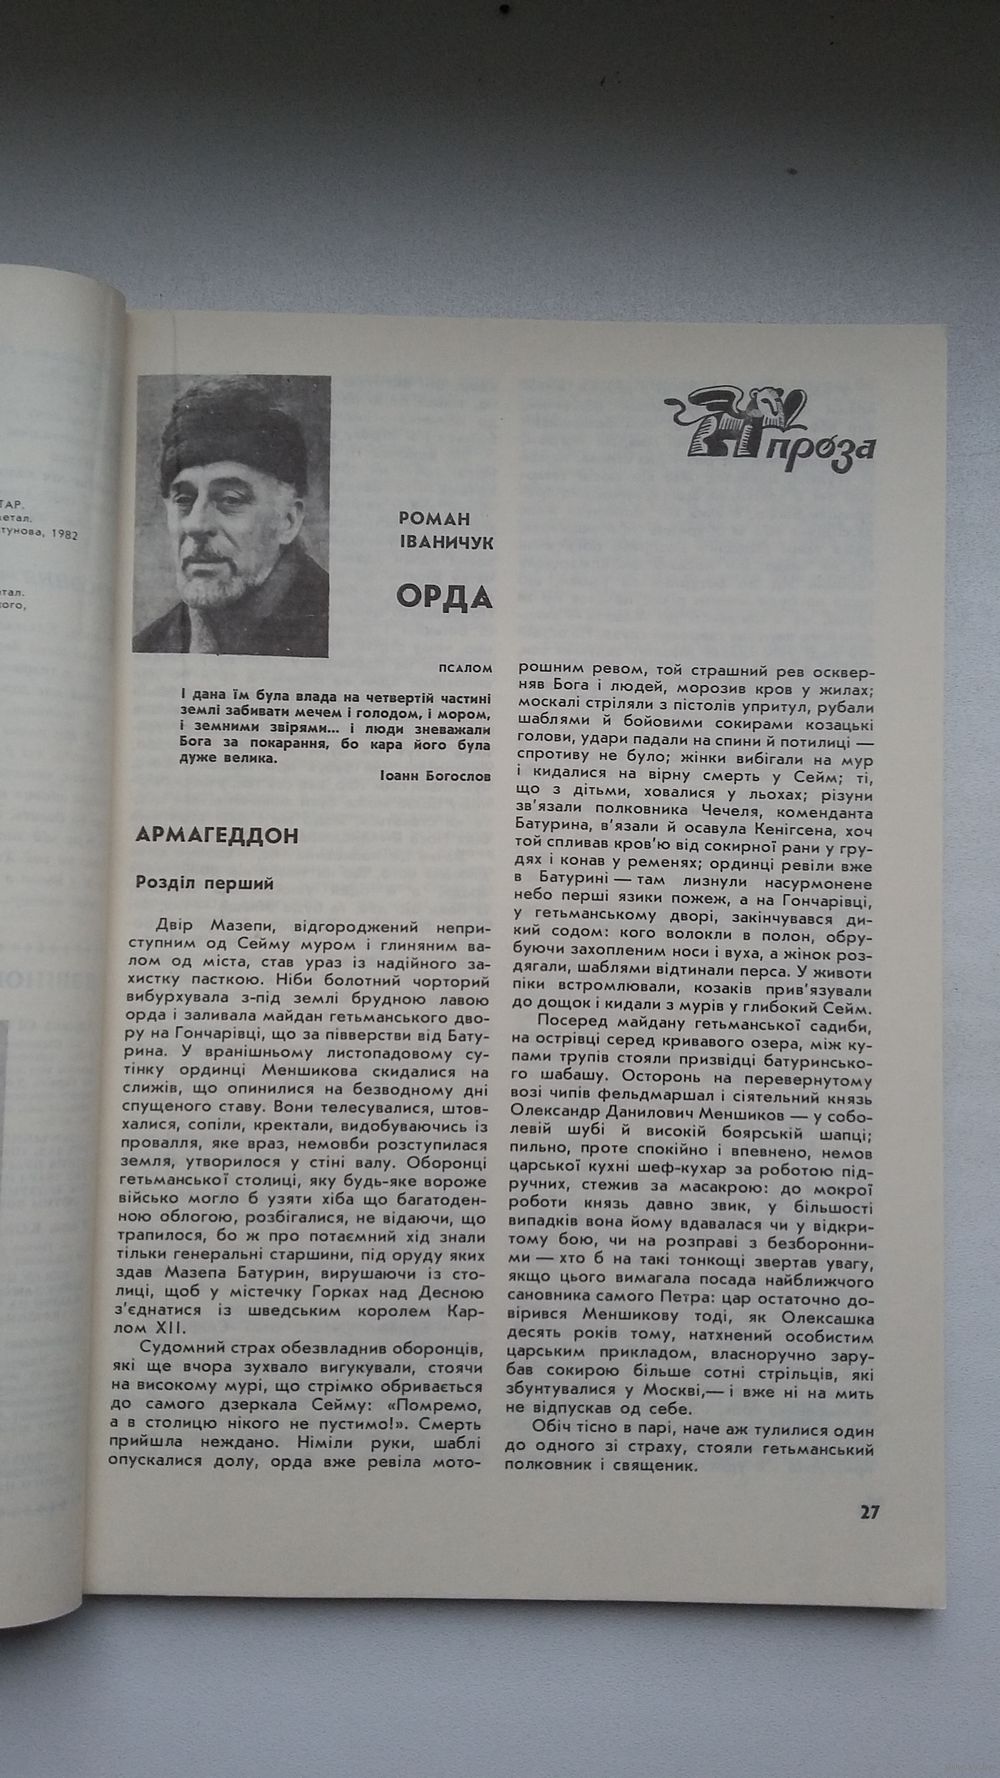 ТАР.
метал.
тунова, 1982
етал.
кого,
проза
РОМАН
ІВАНИЧУК
ОРДА
ПСАЛОМ
І дана їм була влада на четвертій частині
землі забивати мечем і голодом, і мором,
і земними звірями... і люди зневажали
Бога за покарання, бо кара його була
дуже велика.
Іоанн Богослов
АРМАГЕДДОН
Розділ перший
Двір Мазепи, відгороджений непри-
ступним од Сейму муром і глиняним ва-
лом од міста, став ураз із надійного за-
хистку пасткою. Ніби болотний чорторий
вибурхувала з-під землі брудною лавою
орда і заливала майдан гетьманського дво-
ру на Гончарівці, що за півверстви від Бату-
рина. У вранішньому листопадовому су-
тінку ординці Меншикова скидалися на
слижів, що опинилися на безводному дні
спущеного ставу. Вони телесувалися, штов-
халися, сопіли, кректали, видобуваючись із
провалля, яке враз, немовби розступилася
земля, утворилося у стіні валу. Оборонці
гетьманської столиці, яку будь-яке вороже
військо могло б узяти хіба що багатоден-
ною облогою, розбігалися, не відаючи, що
трапилося, бо ж про потаємний хід знали
тільки генеральні старшини, під оруду яких
здав Мазепа Батурин, вирушаючи із сто-
лиці, щоб у містечку Горках над Десною
з’єднатися із шведським королем Кар-
лом XII.
Судомний страх обезвладнив оборонців,
які ще вчора зухвало вигукували, стоячи
на високому мурі, що стрімко обривається
до самого дзеркала Сейму: «Помремо,
а в столицю нікого не пустимо!». Смерть
прийшла неждано. Німіли руки, шаблі
опускалися долу, орда вже ревіла мото-
рошним ревом, той страшний рев осквер-
няв Бога і людей, морозив кров у жилах;
москалі стріляли з пістолів упритул, рубали
шаблями й бойовими сокирами козацькі
голови, удари падали на спини й потилиці —
спротиву не було; жінки вибігали на мур
і кидалися на вірну смерть у Сейм; ті,
що з дітьми, ховалися у льохах; різуни
зв’язали полковника Чечеля, коменданта
Батурина, в’язали й осавула Кенігсена, хоч
той спливав кров’ю від сокирної рани у гру-
дях і конав у ременях; ординці ревіли вже
в Батурині — там лизнули насурмонене
небо перші язики пожеж, а на Гончарівці,
у гетьманському дворі, закінчувався ди-
кий содом: кого волокли в полон, обру-
буючи захопленим носи і вуха, а жінок роз-
дягали, шаблями відтинали перса. У животи
піки встромлювали, козаків прив’язували
до дощок і кидали з мурів у глибокий Сейм.
Посеред майдану гетьманської садиби,
на острівці серед кривавого озера, між ку-
пами трупів стояли призвідці батуринсько-
го шабашу. Осторонь на перевернутому
возі чипів фельдмаршал і сіятельний князь
Олександр Данилович Меншиков — у собо-
левій шубі й високій боярській шапці;
пильно, проте спокійно і впевнено, немов
царської кухні шеф-кухар за роботою під-
ручних, стежив за масакрою: до мокрої
роботи князь давно звик, у більшості
випадків вона йому вдавалася чи у відкри-
тому бою, чи на розправі з безборонни-
ми — хто б на такі тонкощі звертав увагу,
якщо цього вимагала посада найближчого
сановника самого Петра: цар остаточно до-
вірився Меншикову тоді, як Олексашка
десять років тому, натхнений особистим
царським прикладом, власноручно зару-
бав сокирою більше сотні стрільців, які
збунтувалися у Москві,— і вже ні на мить
не відпускав од себе.
Обіч тісно в парі, наче аж тулилися один
до одного зі страху, стояли гетьманський
полковник і священик.
27